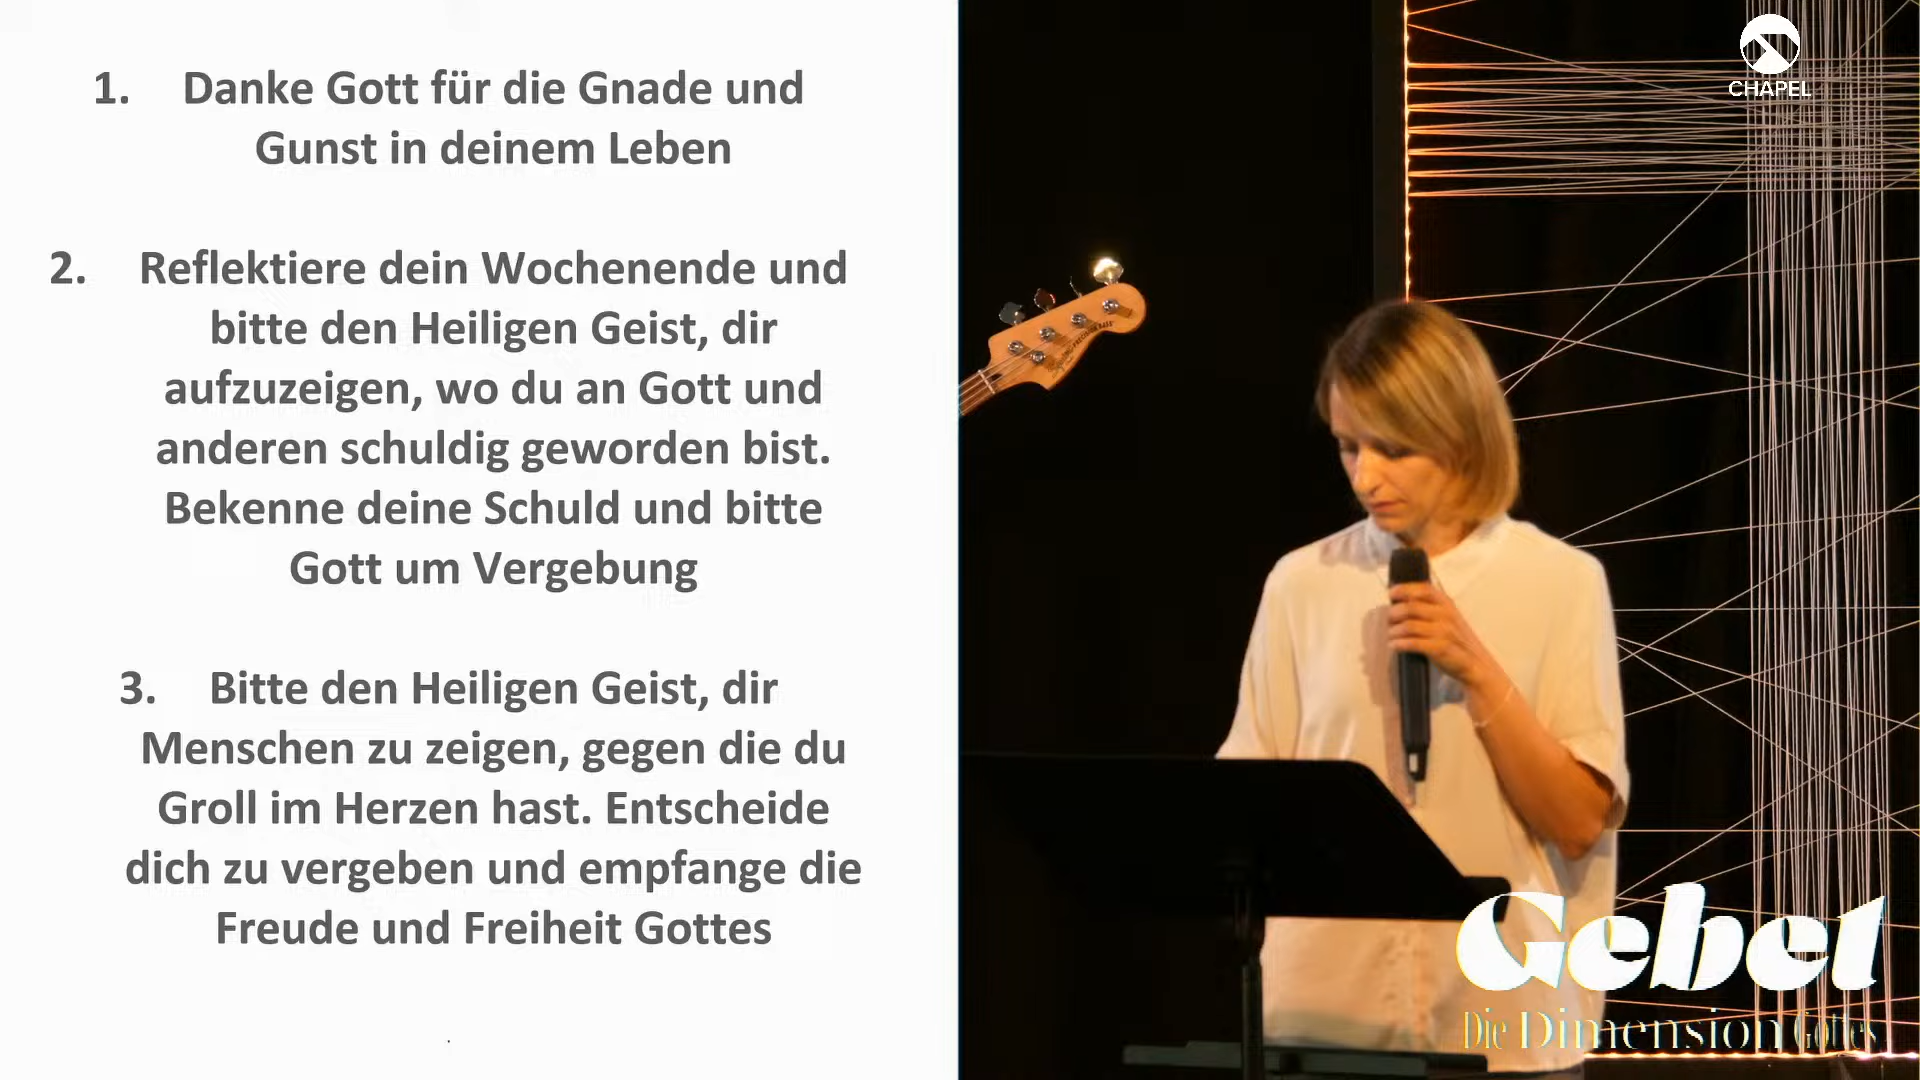 1. Danke Gott für die Gnade und
Gunst in deinem Leben
2. Reflektiere dein Wochenende und
bitte den Heiligen Geist, dir
aufzuzeigen, wo du an Gott und
anderen schuldig geworden bist.
Bekenne deine Schuld und bitte
Gott um Vergebung
3. Bitte den Heiligen Geist, dir
Menschen zu zeigen, gegen die du
Groll im Herzen hast. Entscheide
dich zu vergeben und empfange die
Freude und Freiheit Gottes
CHAPEL
Gebet
Die Dimension Gottes